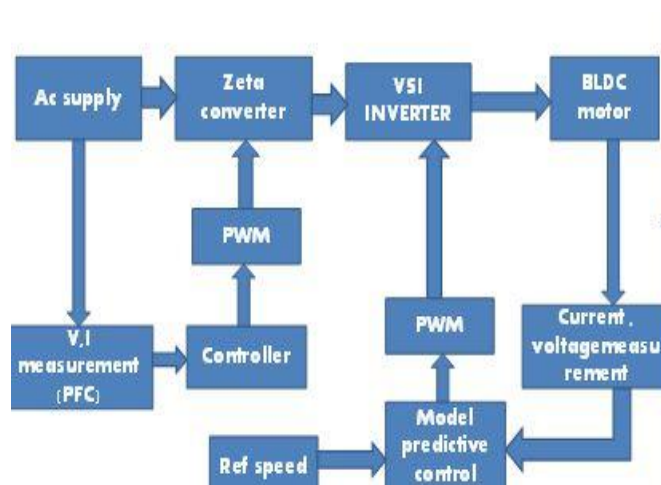 Ac supply
Zeta
converter
VSI
INVERTER
BLDC
motor
PWM
PWM
V,I
measurement
(PFC)
Controller
Current ,
voltagemeasu
rement
Ref speed
Model
predictive
control